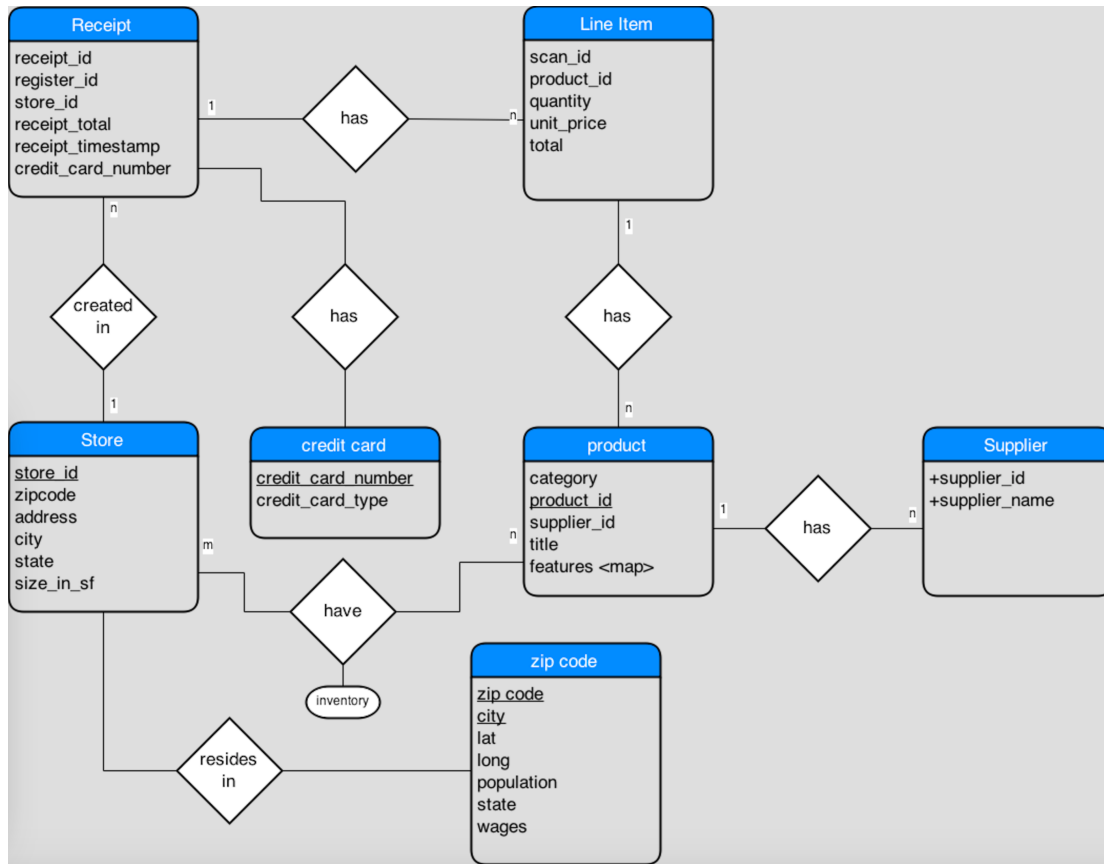 Receipt
receipt_id
register_id
store_id
receipt_total
receipt_timestamp
credit_card_number
1
has
n
Line Item
scan_id
product_id
quantity
unit_price
total
n
created
in
1
has
1
has
n
Store
store_id
zipcode
address
city
state
size_in_sf
credit card
credit_card_number
credit_card_type
product
category
product_id
supplier_id
title
features <map>
1
has
n
Supplier
+supplier_id
+supplier_name
m
have
n
inventory
resides
in
zip code
zip code
city
lat
long
population
state
wages